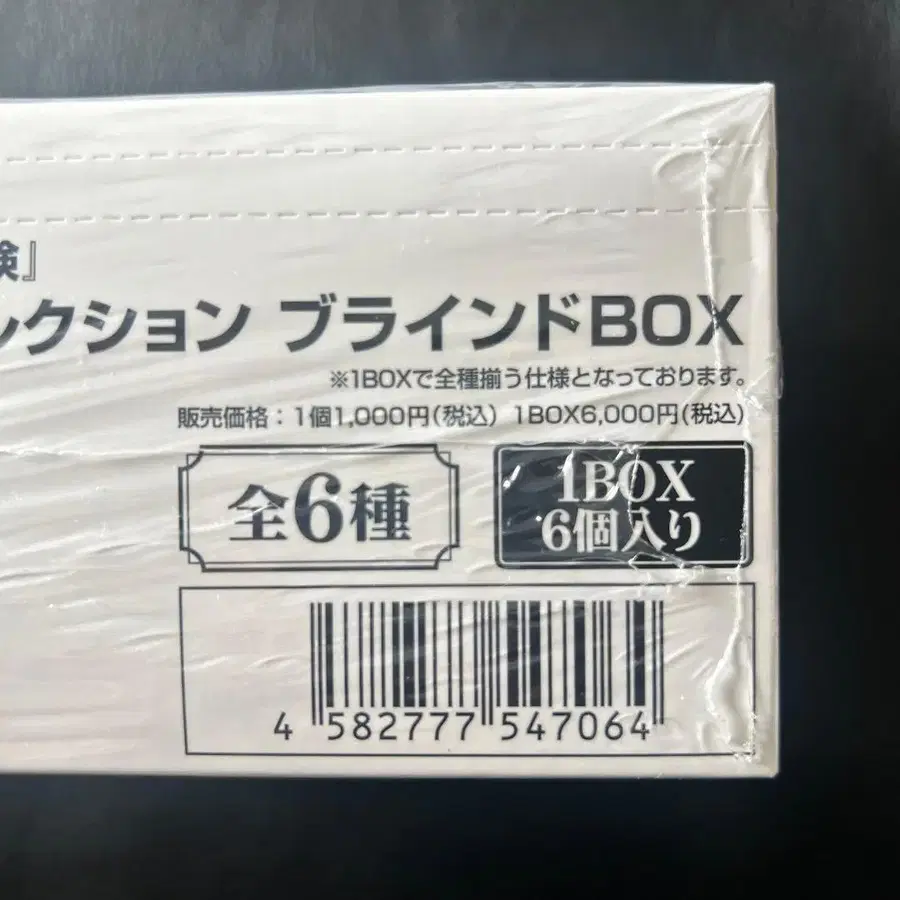 険』
レクション ブラインドBOX
※1BOXで全種揃う仕様となっております。
販売価格：1個1,000円(税込) 1BOX6,000円(税込)
全6種
1BOX
6個入り
4 582777 547064